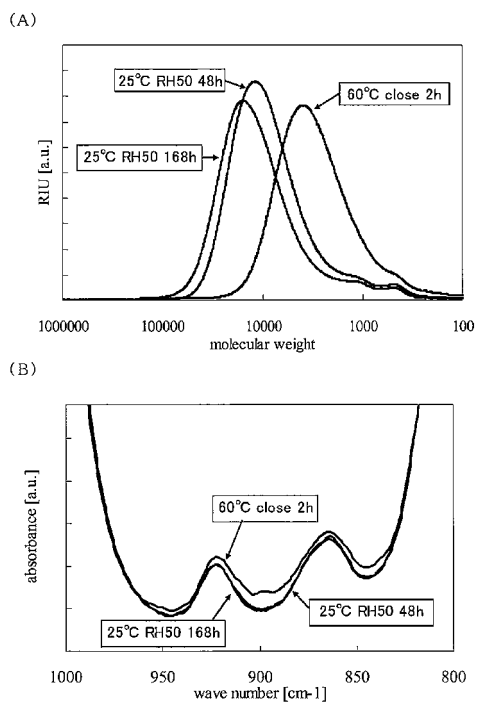 (A)
25°C RH50 48h
60°C close 2h
25°C RH50 168h
RIU [a.u.]
1000000 100000 10000 1000 100
molecular weight
(B)
absorbance [a.u.]
60°C close 2h
25°C RH50 168h
25°C RH50 48h
1000 950 900 850 800
wave number [cm-1]